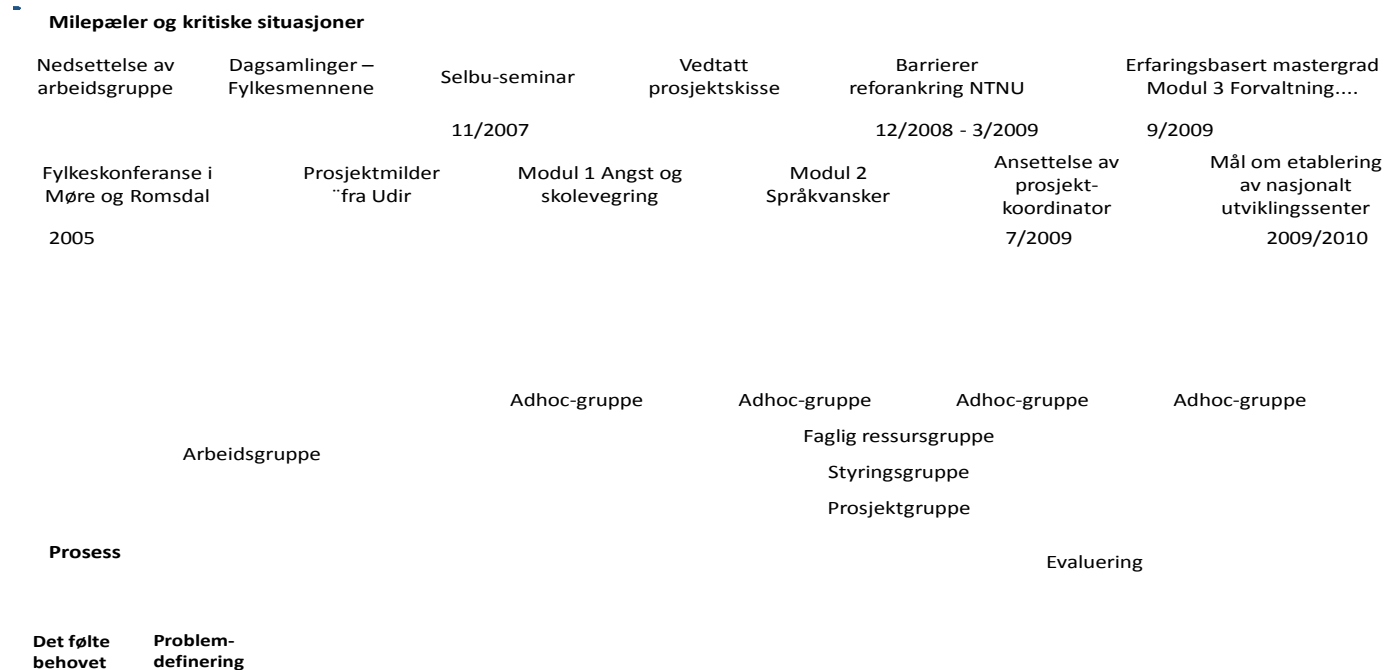 Milepæler og kritiske situasjoner
Nedsettelse av
arbeidsgruppe
Dagsamlinger –
Fylkesmennene
Selbu-seminar
Vedtatt
prosjektskisse
Barrierer
reforankring NTNU
Erfaringsbasert mastergrad
Modul 3 Forvaltning....
11/2007
12/2008 - 3/2009
9/2009
Fylkeskonferanse i
Møre og Romsdal
Prosjektmilder
¨fra Udir
Modul 1 Angst og
skolevegring
Modul 2
Språkvansker
Ansettelse av
prosjekt-
koordinator
Mål om etablering
av nasjonalt
utviklingssenter
2005
7/2009
2009/2010
Adhoc-gruppe
Adhoc-gruppe
Adhoc-gruppe
Adhoc-gruppe
Faglig ressursgruppe
Arbeidsgruppe
Styringsgruppe
Prosjektgruppe
Prosess
Evaluering
Det følte
behovet
Problem-
definering